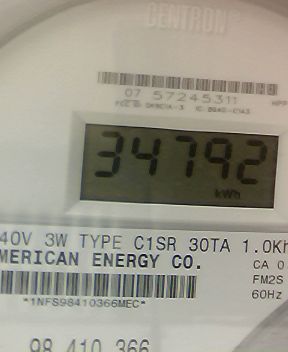 CENTRON
07 57245311
34792
kWh
40V 3W TYPE C1SR 30TA 1.0Kh
MERICAN ENERGY CO.
CA 0
FM2S
60Hz
*1NFS98410366MEC*
98 410 366